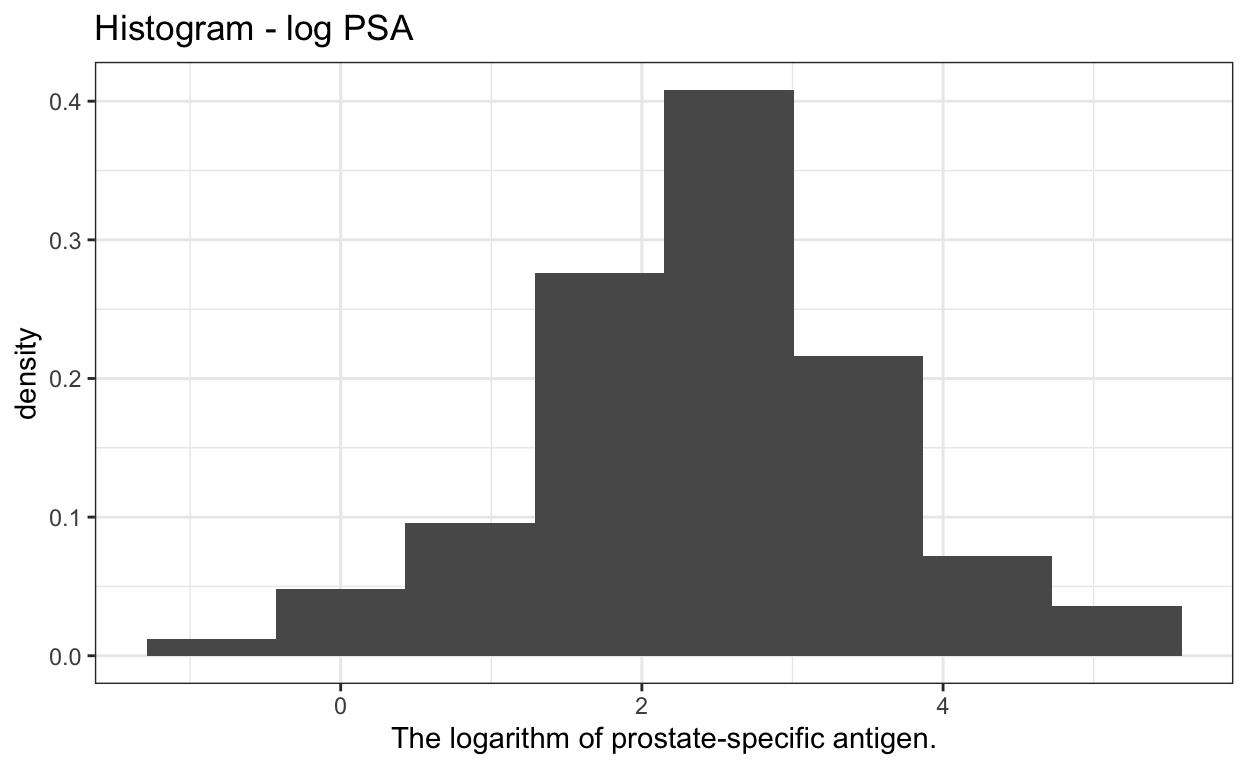 Histogram - log PSA
density
0.4
0.3
0.2
0.1
0.0
0 2 4
The logarithm of prostate-specific antigen.